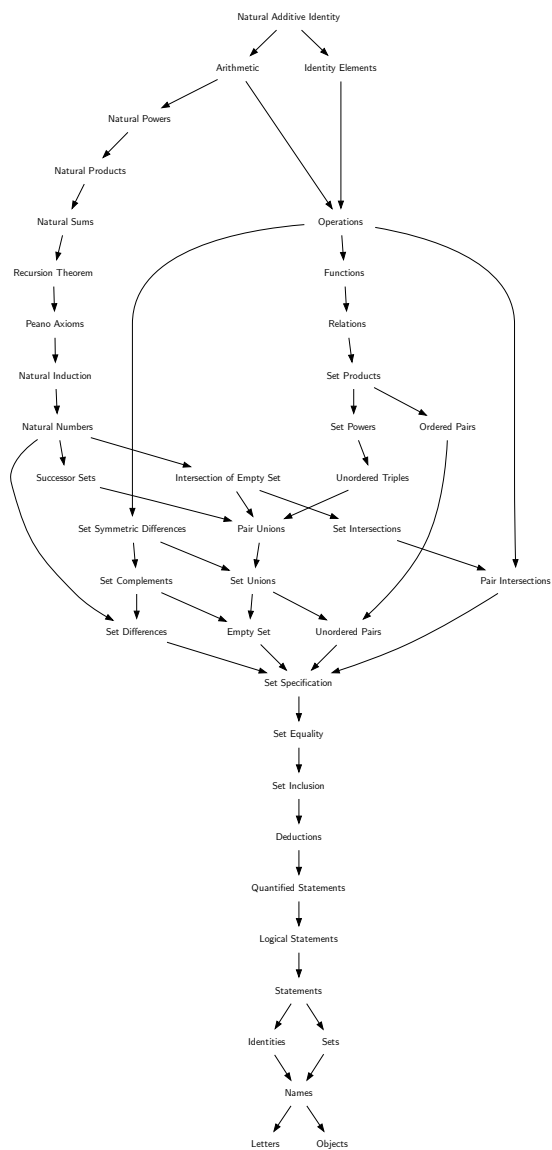 Natural Additive Identity
Arithmetic
Identity Elements
Natural Powers
Natural Products
Natural Sums
Operations
Recursion Theorem
Functions
Peano Axioms
Relations
Natural Induction
Set Products
Natural Numbers
Set Powers
Ordered Pairs
Successor Sets
Intersection of Empty Set
Unordered Triples
Set Symmetric Differences
Pair Unions
Set Intersections
Set Complements
Set Unions
Pair Intersections
Set Differences
Empty Set
Unordered Pairs
Set Specification
Set Equality
Set Inclusion
Deductions
Quantified Statements
Logical Statements
Statements
Identities
Sets
Names
Letters
Objects